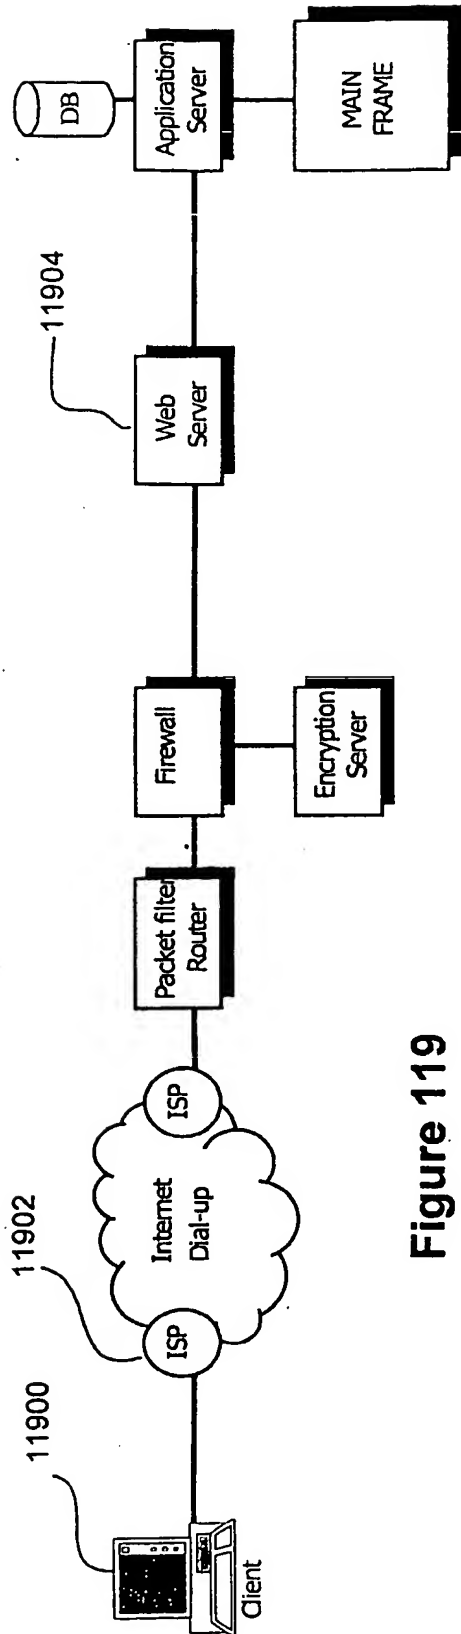 11900
Client
11902
ISP
Internet
Dial-up
ISP
Packet filter
Router
Firewall
Encryption
Server
11904
Web
Server
DB
Application
Server
MAIN
FRAME
Figure 119